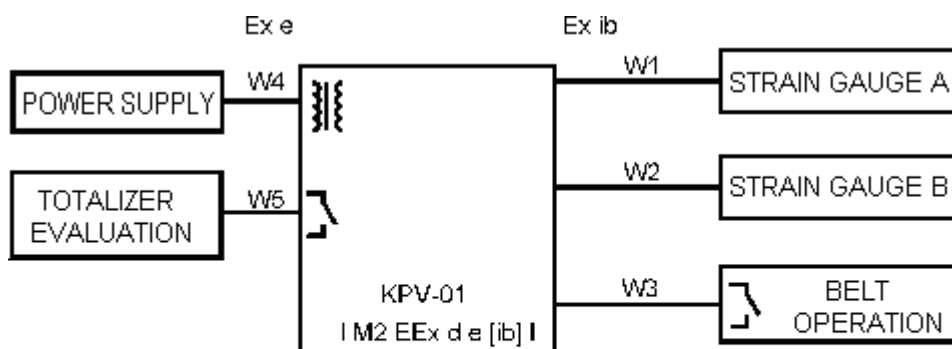 Ex e
Ex ib
POWER SUPPLY
W4
W1
STRAIN GAUGE A
TOTALIZER
EVALUATION
W5
W2
STRAIN GAUGE B
KPV-01
I M2 EEx d e [ib] I
W3
BELT
OPERATION